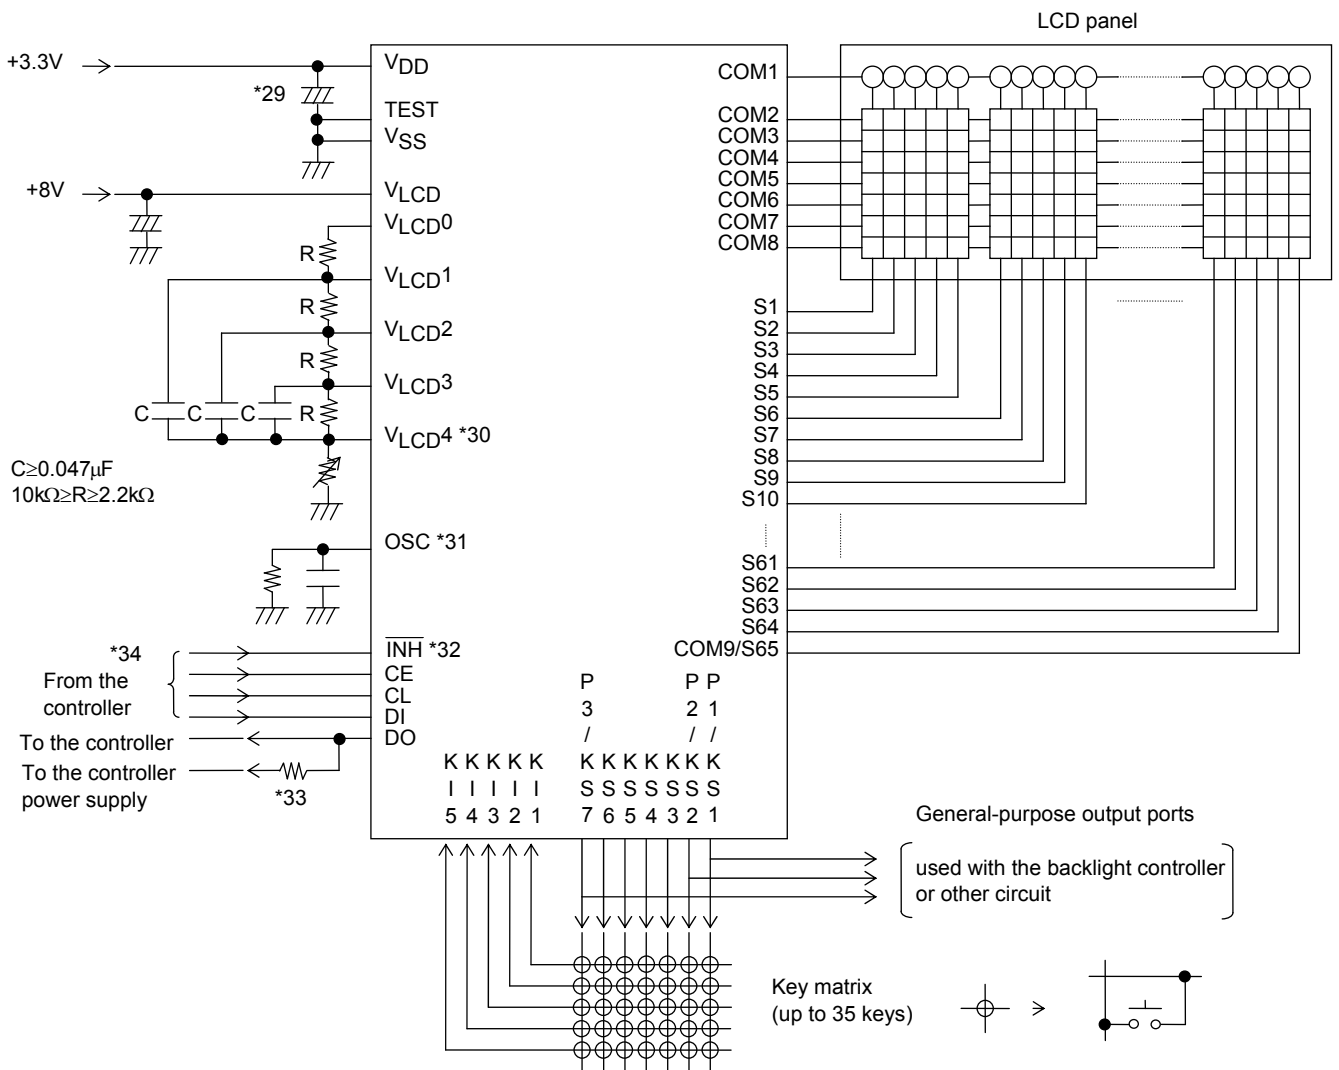 LCD panel
+3.3V
VDD
COM1
*29
TEST
COM2
VSS
COM3
COM4
COM5
+8V
VLCD
COM6
VLCD0
COM7
COM8
R
VLCD1
S1
R
VLCD2
S2
S3
R
S4
VLCD3
S5
C C C R
S6
VLCD4 *30
S7
S8
C≥0.047μF
S9
10kΩ≥R≥2.2kΩ
S10
OSC *31
S61
S62
S63
S64
*34
INH *32
COM9/S65
From the
controller
CE
CL
DI
To the controller
DO
To the controller
power supply
*33
P P P
3 2 1
/ / /
K K K K K K K K K K K K
I I I I I S S S S S S S
5 4 3 2 1 7 6 5 4 3 2 1
General-purpose output ports
used with the backlight controller
or other circuit
Key matrix
(up to 35 keys)